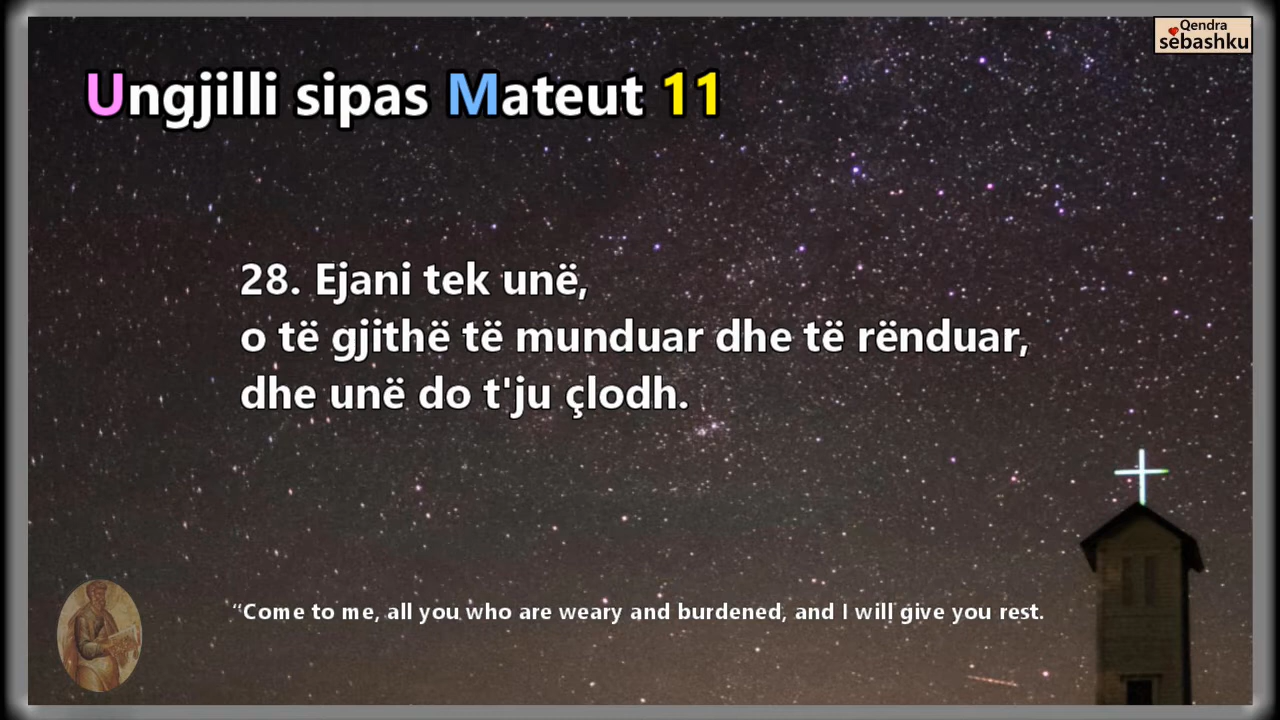 Qendra
sebashku
Ungjilli sipas Mateut 11
28. Ejani tek unë,
o të gjithë të munduar dhe të rënduar,
dhe unë do t'ju çlodh.
“Come to me, all you who are weary and burdened, and I will give you rest.